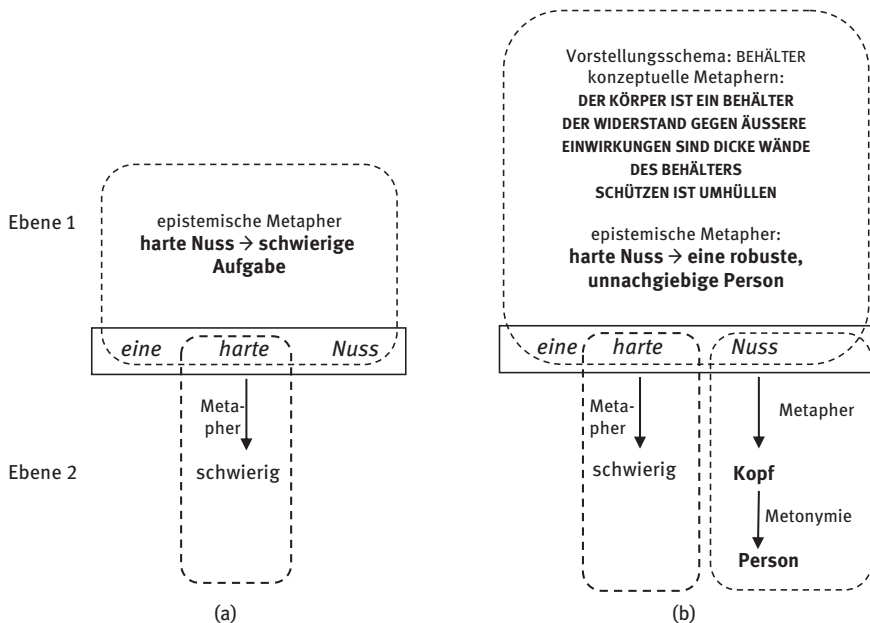 Ebene 1
epistemische Metapher
harte Nuss → schwierige
Aufgabe
eine harte Nuss
Meta-
pher
Ebene 2
schwierig
(a)
Vorstellungsschema: BEHÄLTER
konzeptuelle Metaphern:
DER KÖRPER IST EIN BEHÄLTER
DER WIDERSTAND GEGEN ÄUSSERE
EINWIRKUNGEN SIND DICKE WÄNDE
DES BEHÄLTERS
SCHÜTZEN IST UMHÜLLEN
epistemische Metapher:
harte Nuss → eine robuste,
unnachgiebige Person
eine harte Nuss
Meta-
pher
schwierig
Metapher
Kopf
Metonymie
Person
(b)